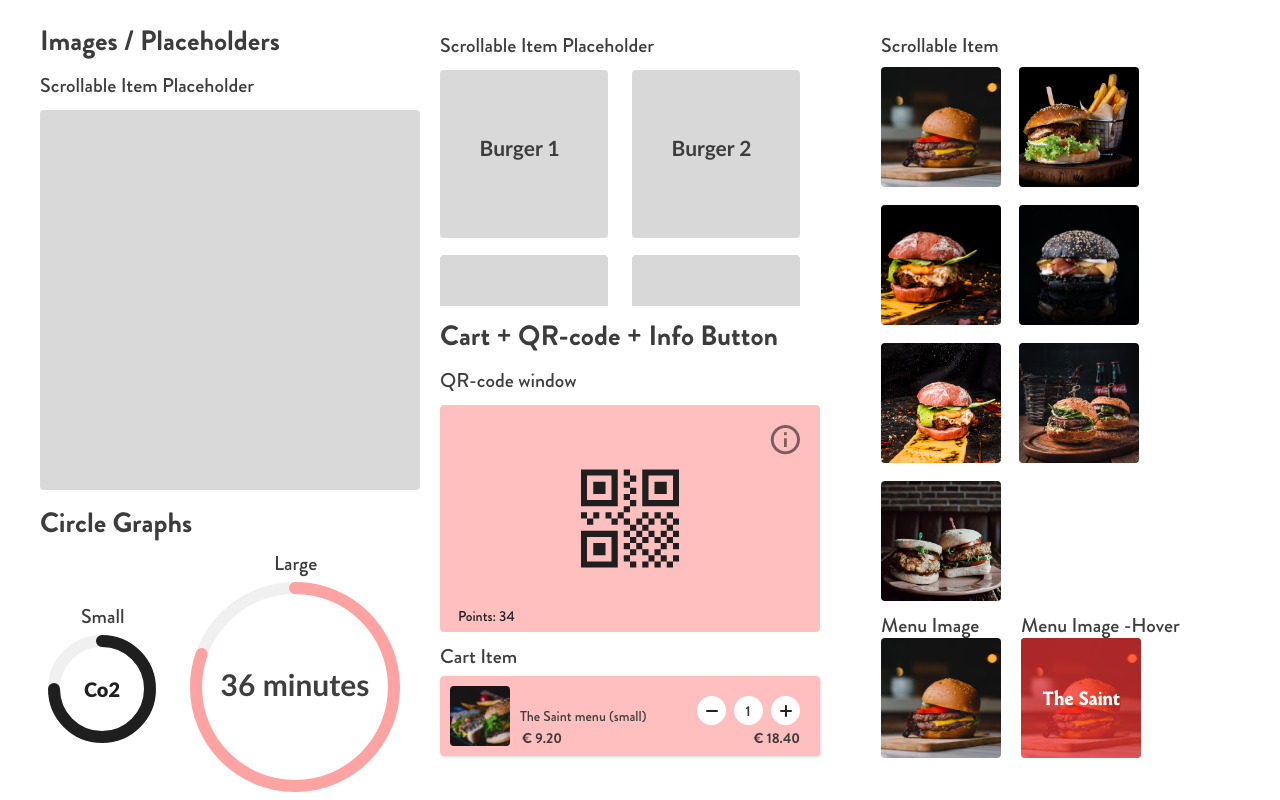 Images / Placeholders
Scrollable Item Placeholder
Circle Graphs
Small
Co2
Large
36 minutes
Scrollable Item Placeholder
Burger 1
Burger 2
Cart + QR-code + Info Button
QR-code window
Points: 34
Cart Item
The Saint menu (small)
€ 9.20
1
€ 18.40
Scrollable Item
Menu Image
Menu Image -Hover
The Saint